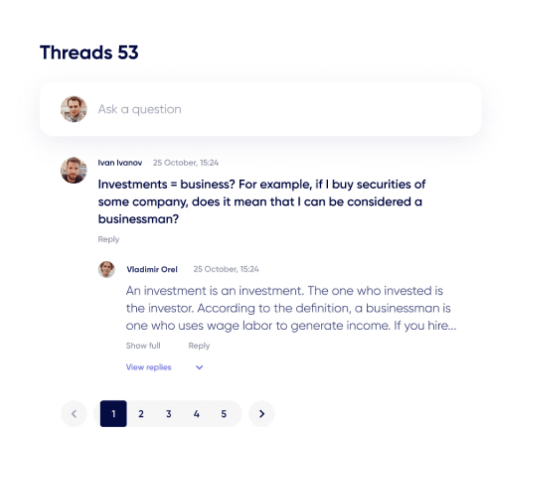 Threads 53
Ask a question
Ivan Ivanov 25 October, 15:24
Investments = business? For example, if I buy securities of
some company, does it mean that I can be considered a
businessman?
Reply
Vladimir Orel 25 October, 15:24
An investment is an investment. The one who invested is
the investor. According to the definition, a businessman is
one who uses wage labor to generate income. If you hire...
Show full Reply
View replies
1 2 3 4 5